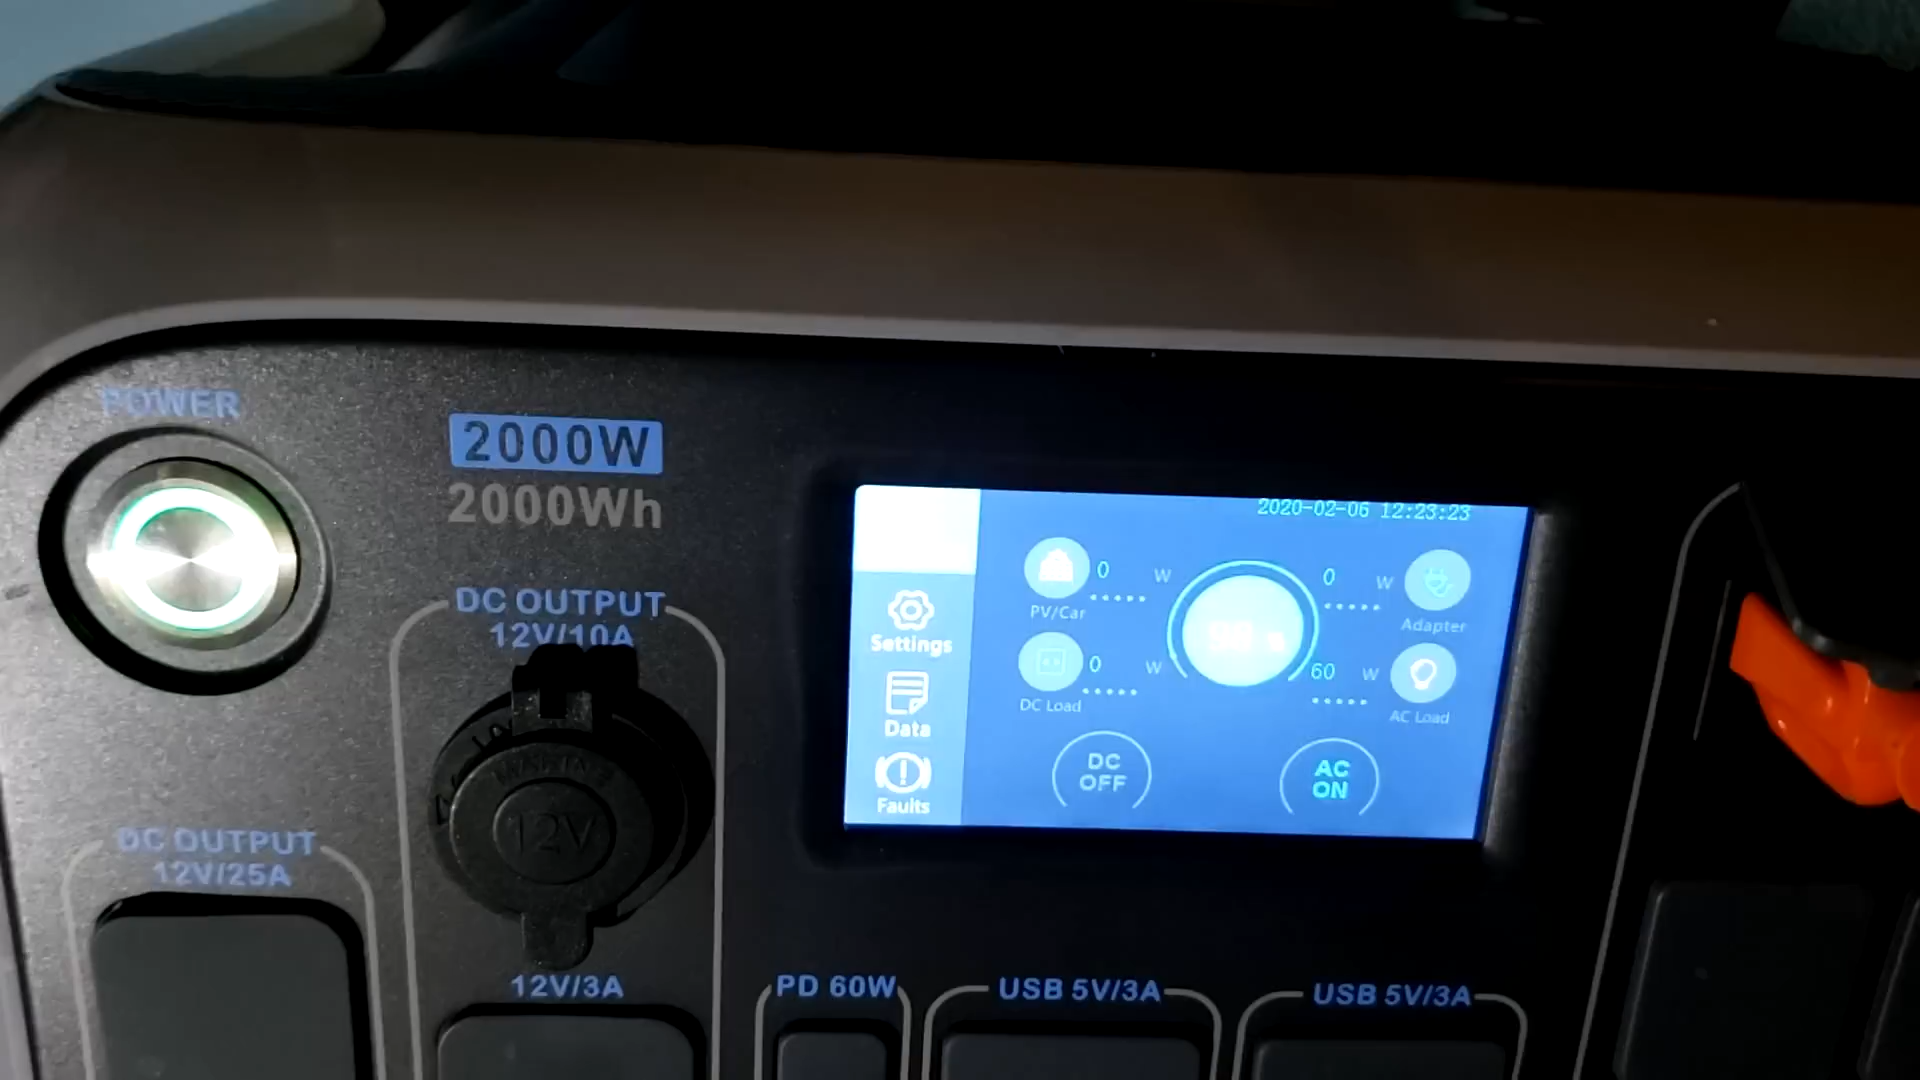 POWER
2000W
2000Wh
DC OUTPUT
12V/10A
12V
DC OUTPUT
12V/25A
12V/3A
PD 60W
USB 5V/3A
USB 5V/3A
2020-02-06 12:23:23
Settings
Data
Faults
0 W
PV/Car
0 W
DC Load
0 W
Adapter
60 W
AC Load
DC
OFF
AC
ON